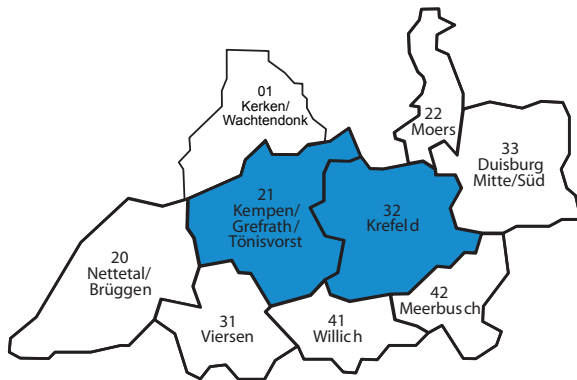 01
Kerken/
Wachtendonk
22
Moers
33
Duisburg
Mitte/Süd
21
Kempen/
Grefrath/
Tönisvorst
32
Krefeld
20
Nettetal/
Brüggen
42
Meerbusch
31
Viersen
41
Willich